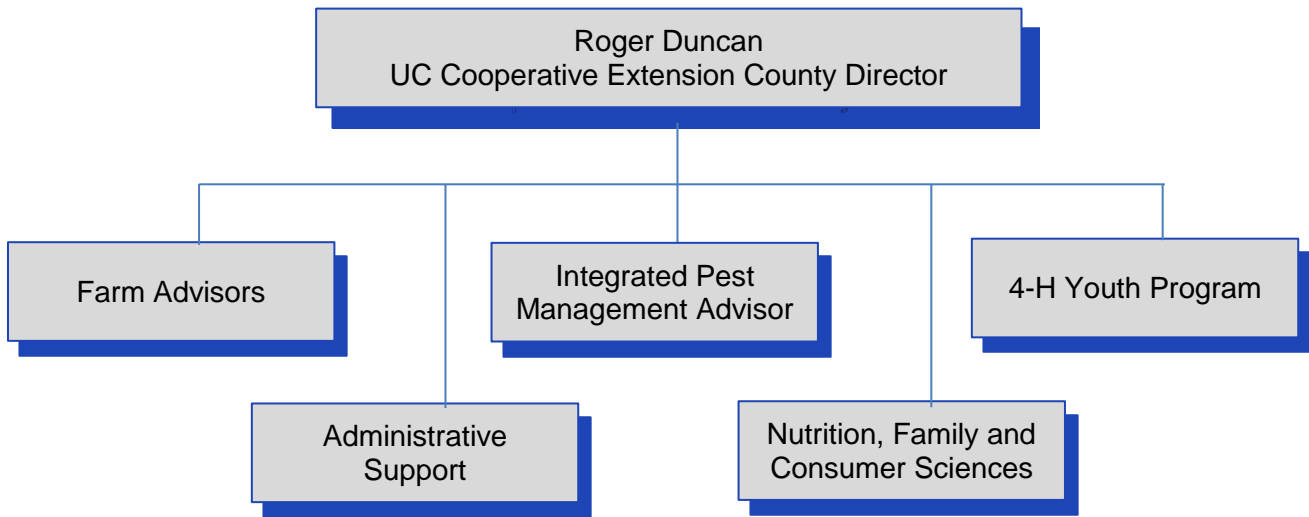 Roger Duncan
UC Cooperative Extension County Director
Farm Advisors
Integrated Pest
Management Advisor
4-H Youth Program
Administrative
Support
Nutrition, Family and
Consumer Sciences